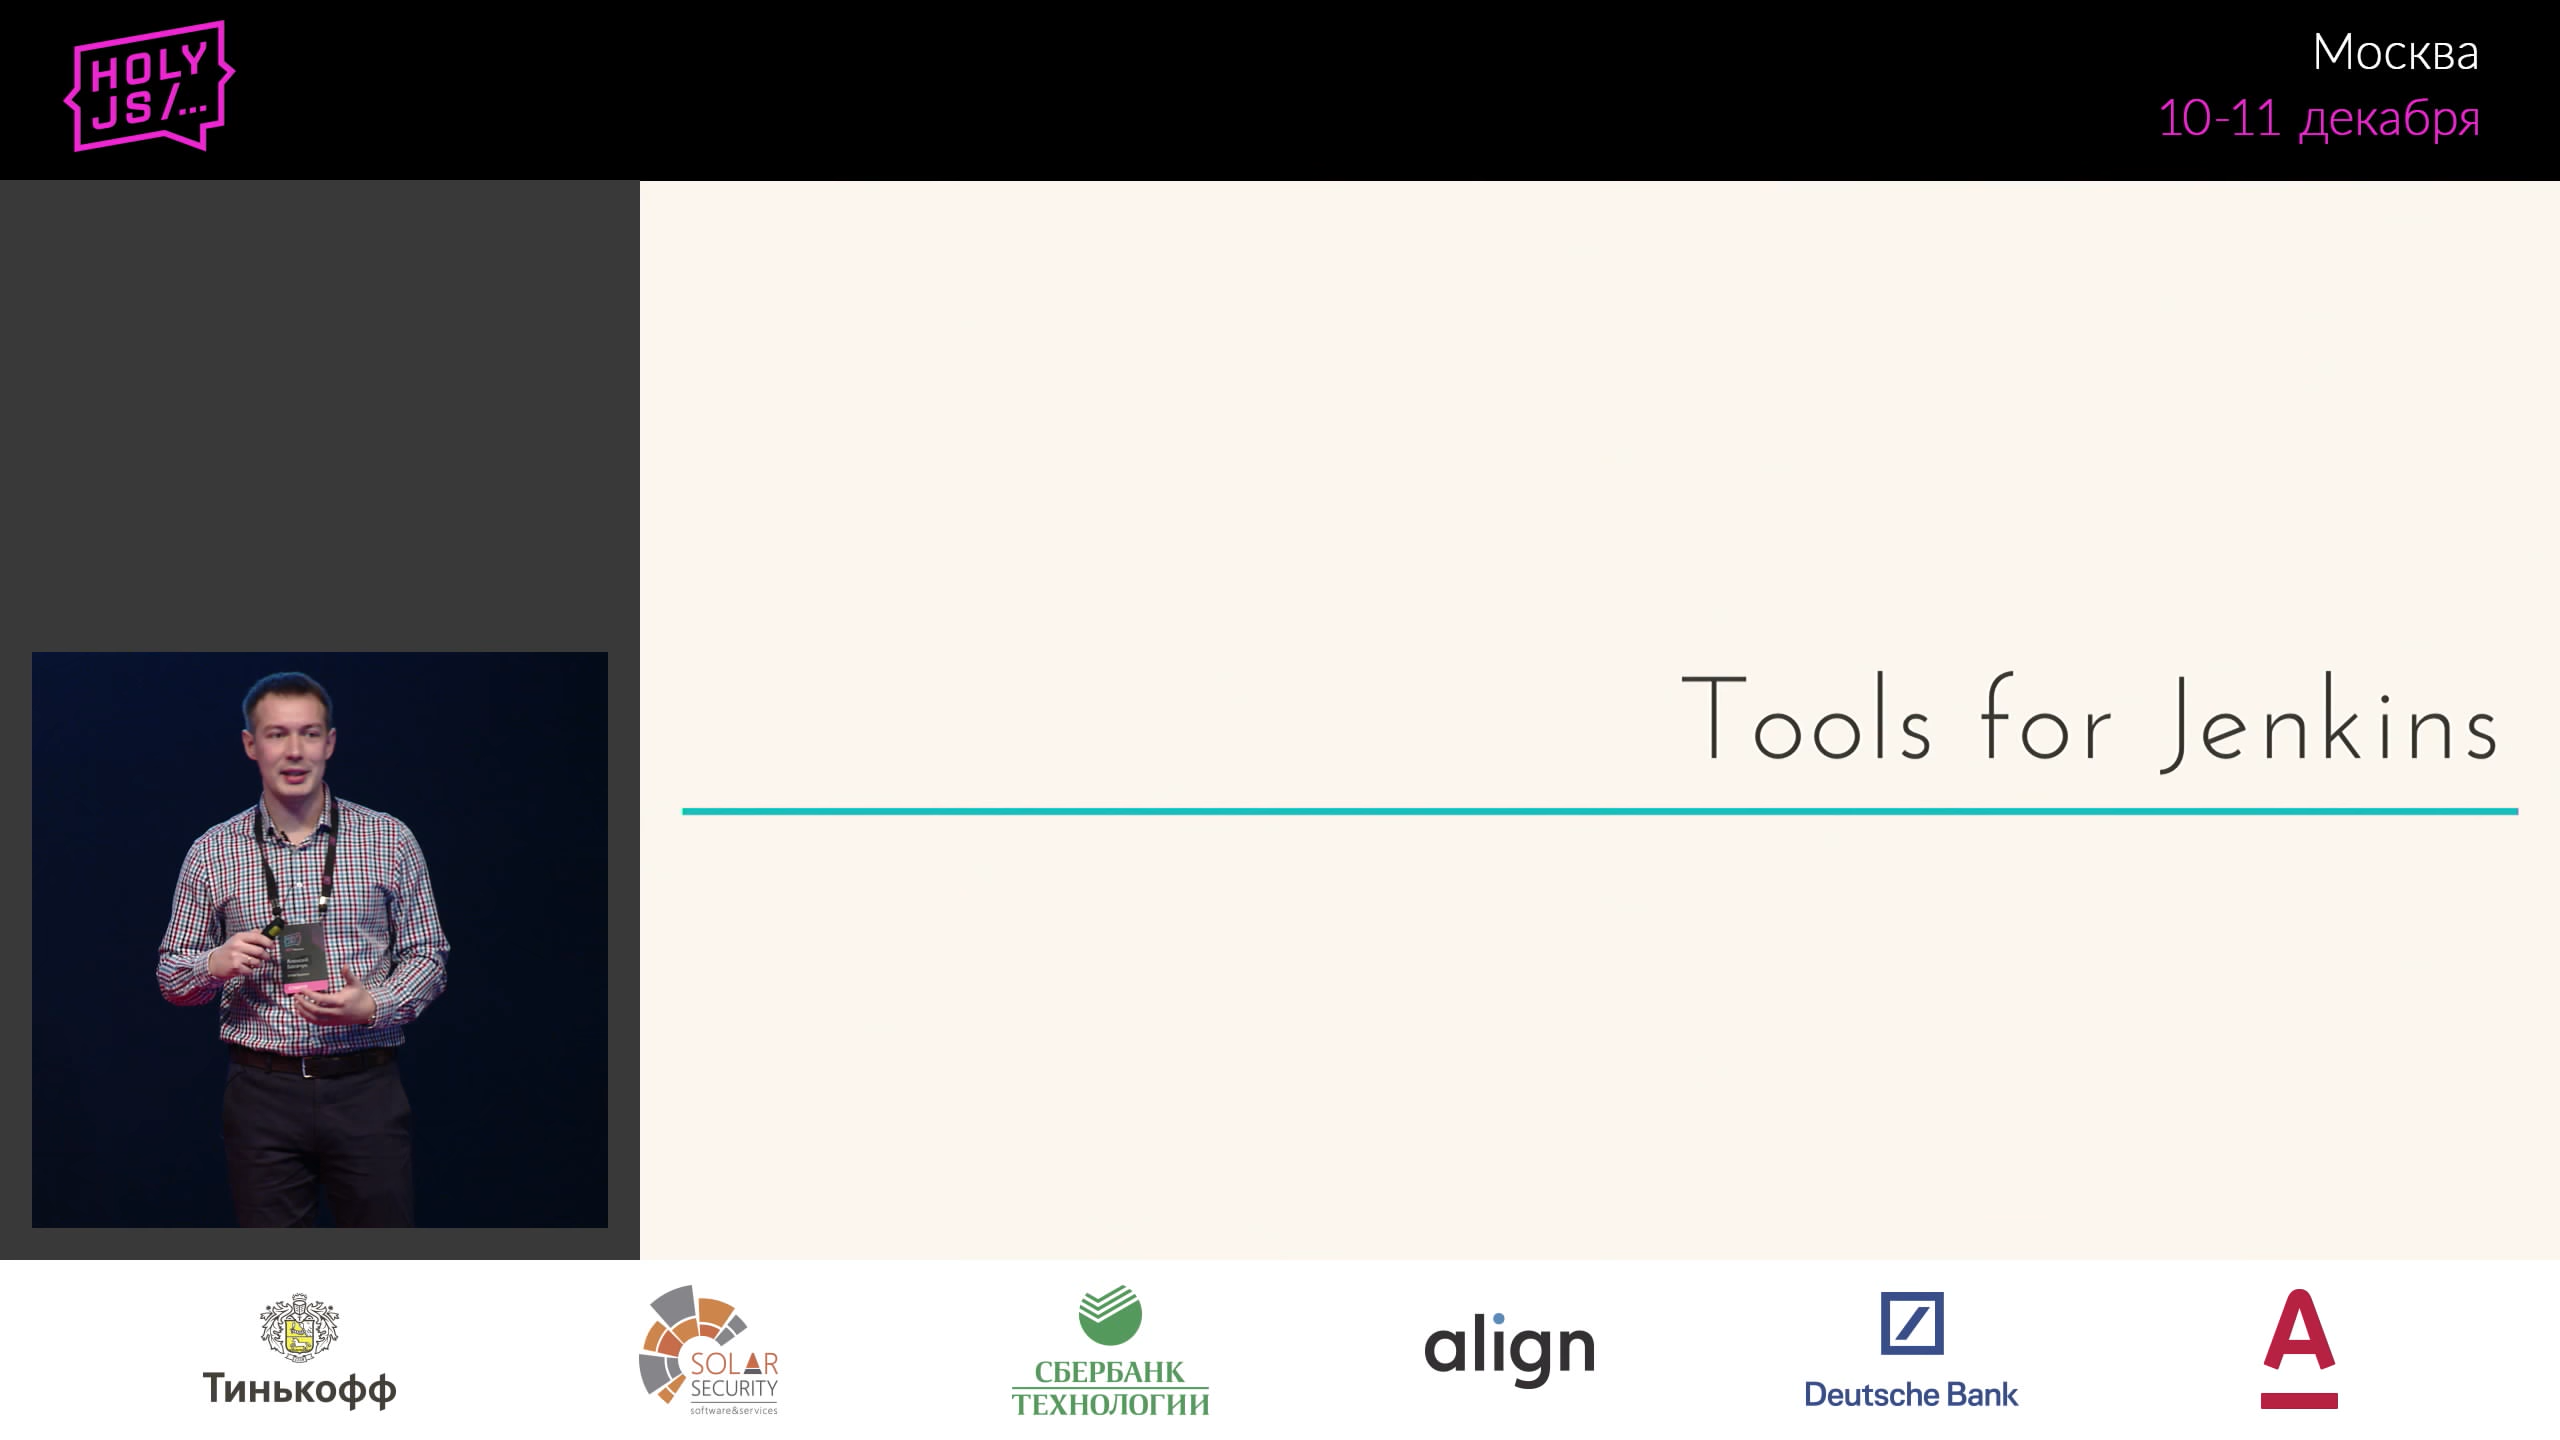 HOLY
JS/...
Москва
10-11 декабря
Tools for Jenkins
Тинькофф
SOLAR
SECURITY
software&services
СБЕРБАНК
ТЕХНОЛОГИИ
align
Deutsche Bank
А